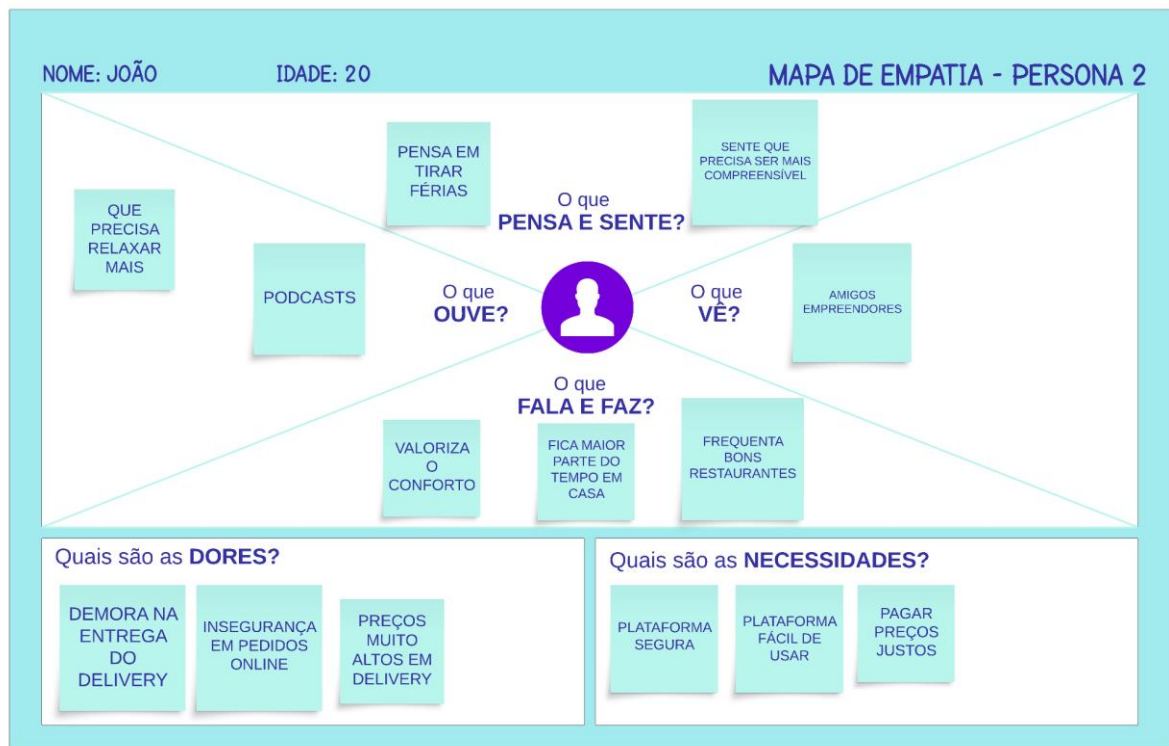 NOME: JOÃO
IDADE: 20
MAPA DE EMPATIA - PERSONA 2
PENSA EM
TIRAR
FÉRIAS
SENTE QUE
PRECISA SER MAIS
COMPREENSÍVEL
O que
PENSA E SENTE?
QUE
PRECISA
RELAXAR
MAIS
PODCASTS
O que
OUVE?
O que
VÊ?
AMIGOS
EMPREENDORES
O que
FALA E FAZ?
VALORIZA
O
CONFORTO
FICA MAIOR
PARTE DO
TEMPO EM
CASA
FREQUENTA
BONS
RESTAURANTES
Quais são as DORES?
DEMORA NA
ENTREGA
DO
DELIVERY
INSEGURANÇA
EM PEDIDOS
ONLINE
PREÇOS
MUITO
ALTOS EM
DELIVERY
Quais são as NECESSIDADES?
PLATAFORMA
SEGURA
PLATAFORMA
FÁCIL DE
USAR
PAGAR
PREÇOS
JUSTOS